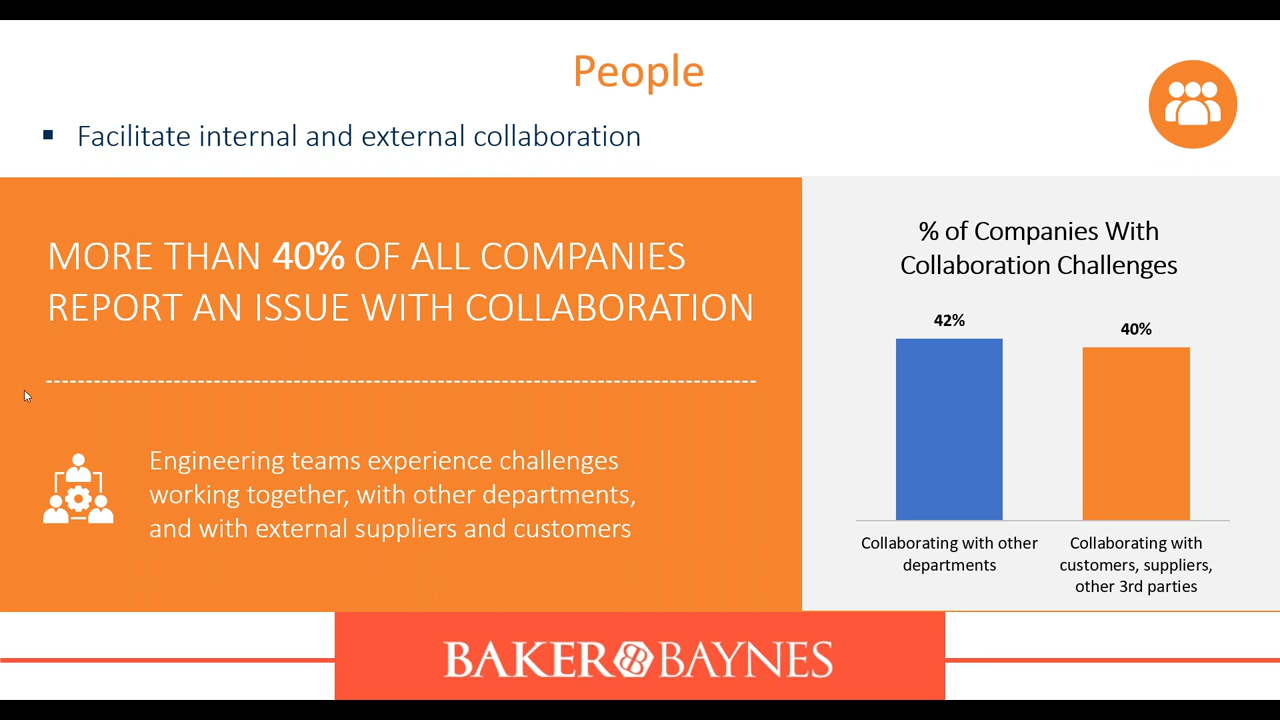 People
▪ Facilitate internal and external collaboration
MORE THAN 40% OF ALL COMPANIES
REPORT AN ISSUE WITH COLLABORATION
Engineering teams experience challenges
working together, with other departments,
and with external suppliers and customers
% of Companies With
Collaboration Challenges
42%
40%
Collaborating with other
departments
Collaborating with
customers, suppliers,
other 3rd parties
BAKER BAYNES